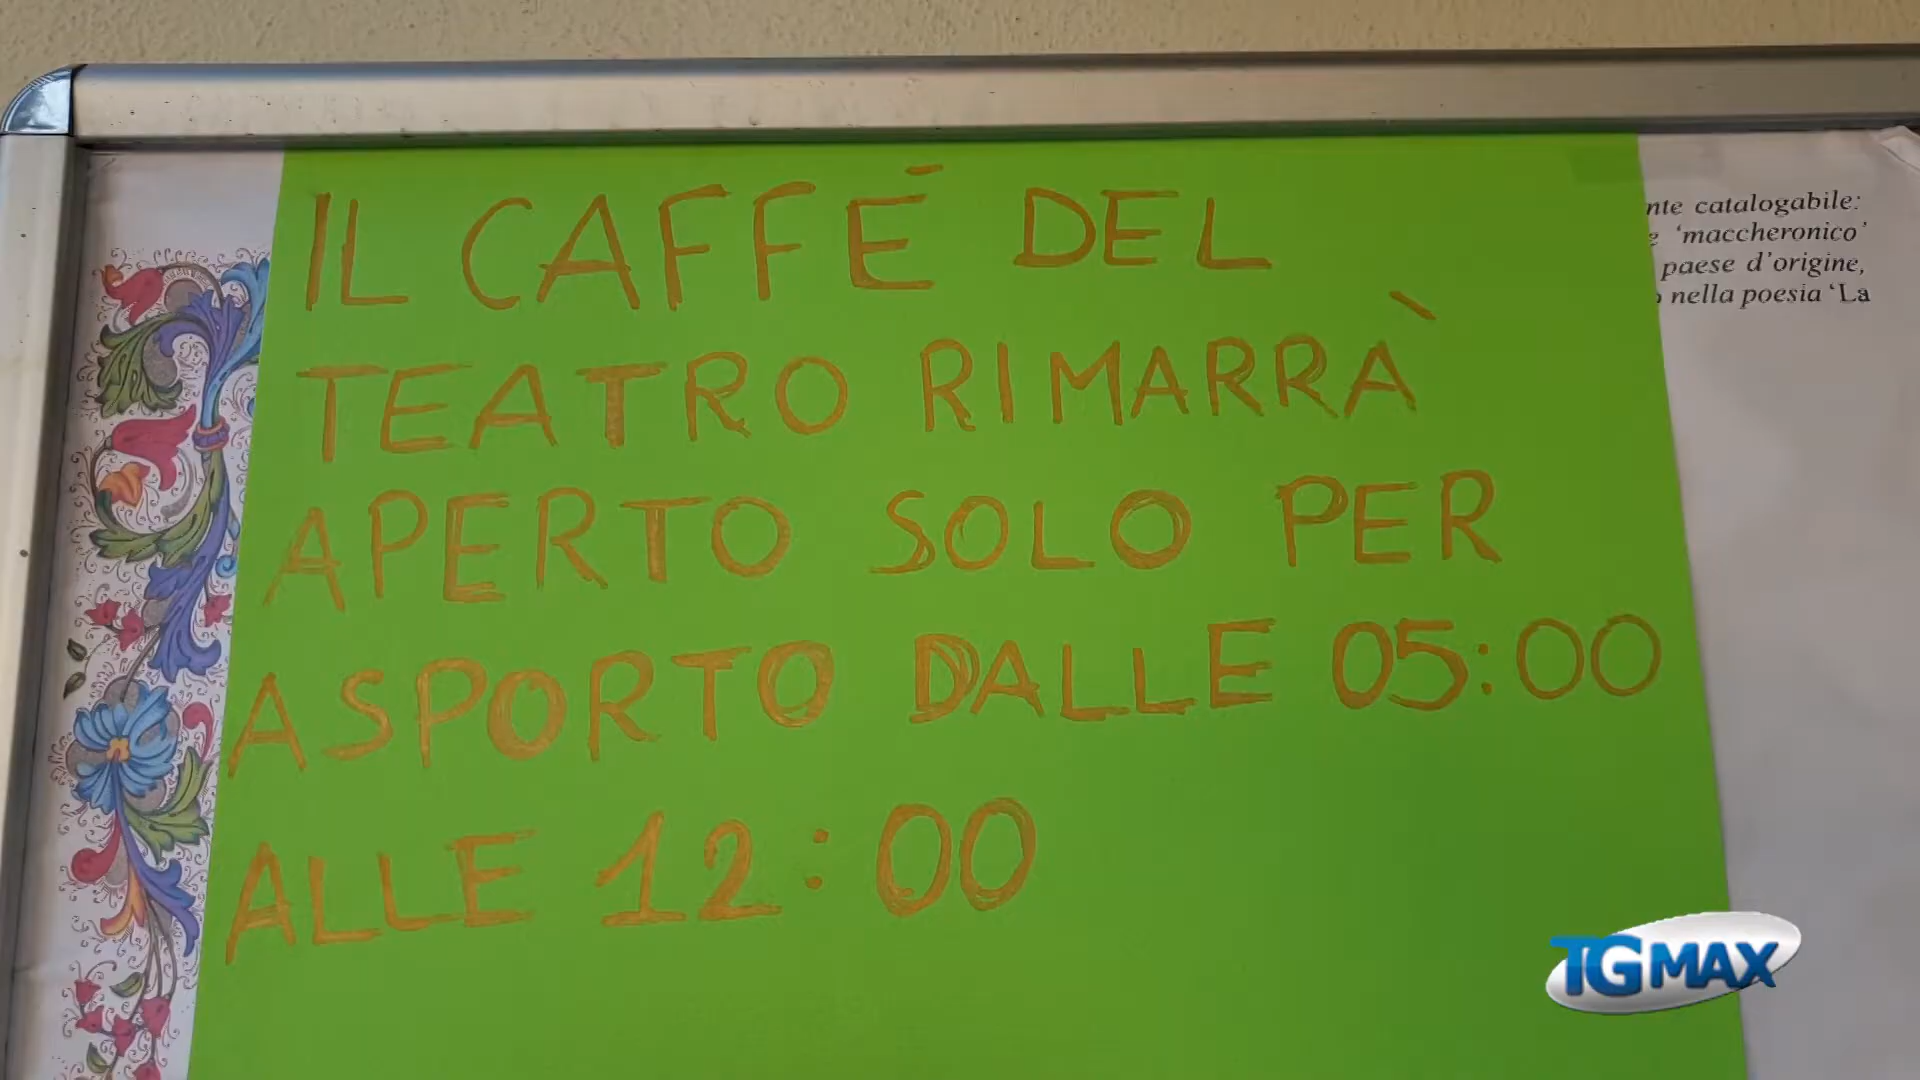 IL CAFFÉ DEL
TEATRO RIMARRÀ
APERTO SOLO PER
ASPORTO DALLE 05:00
ALLE 12:00
catalogabile:
'maccheronico'
paese d'origine,
nella poesia 'La
TGMAX